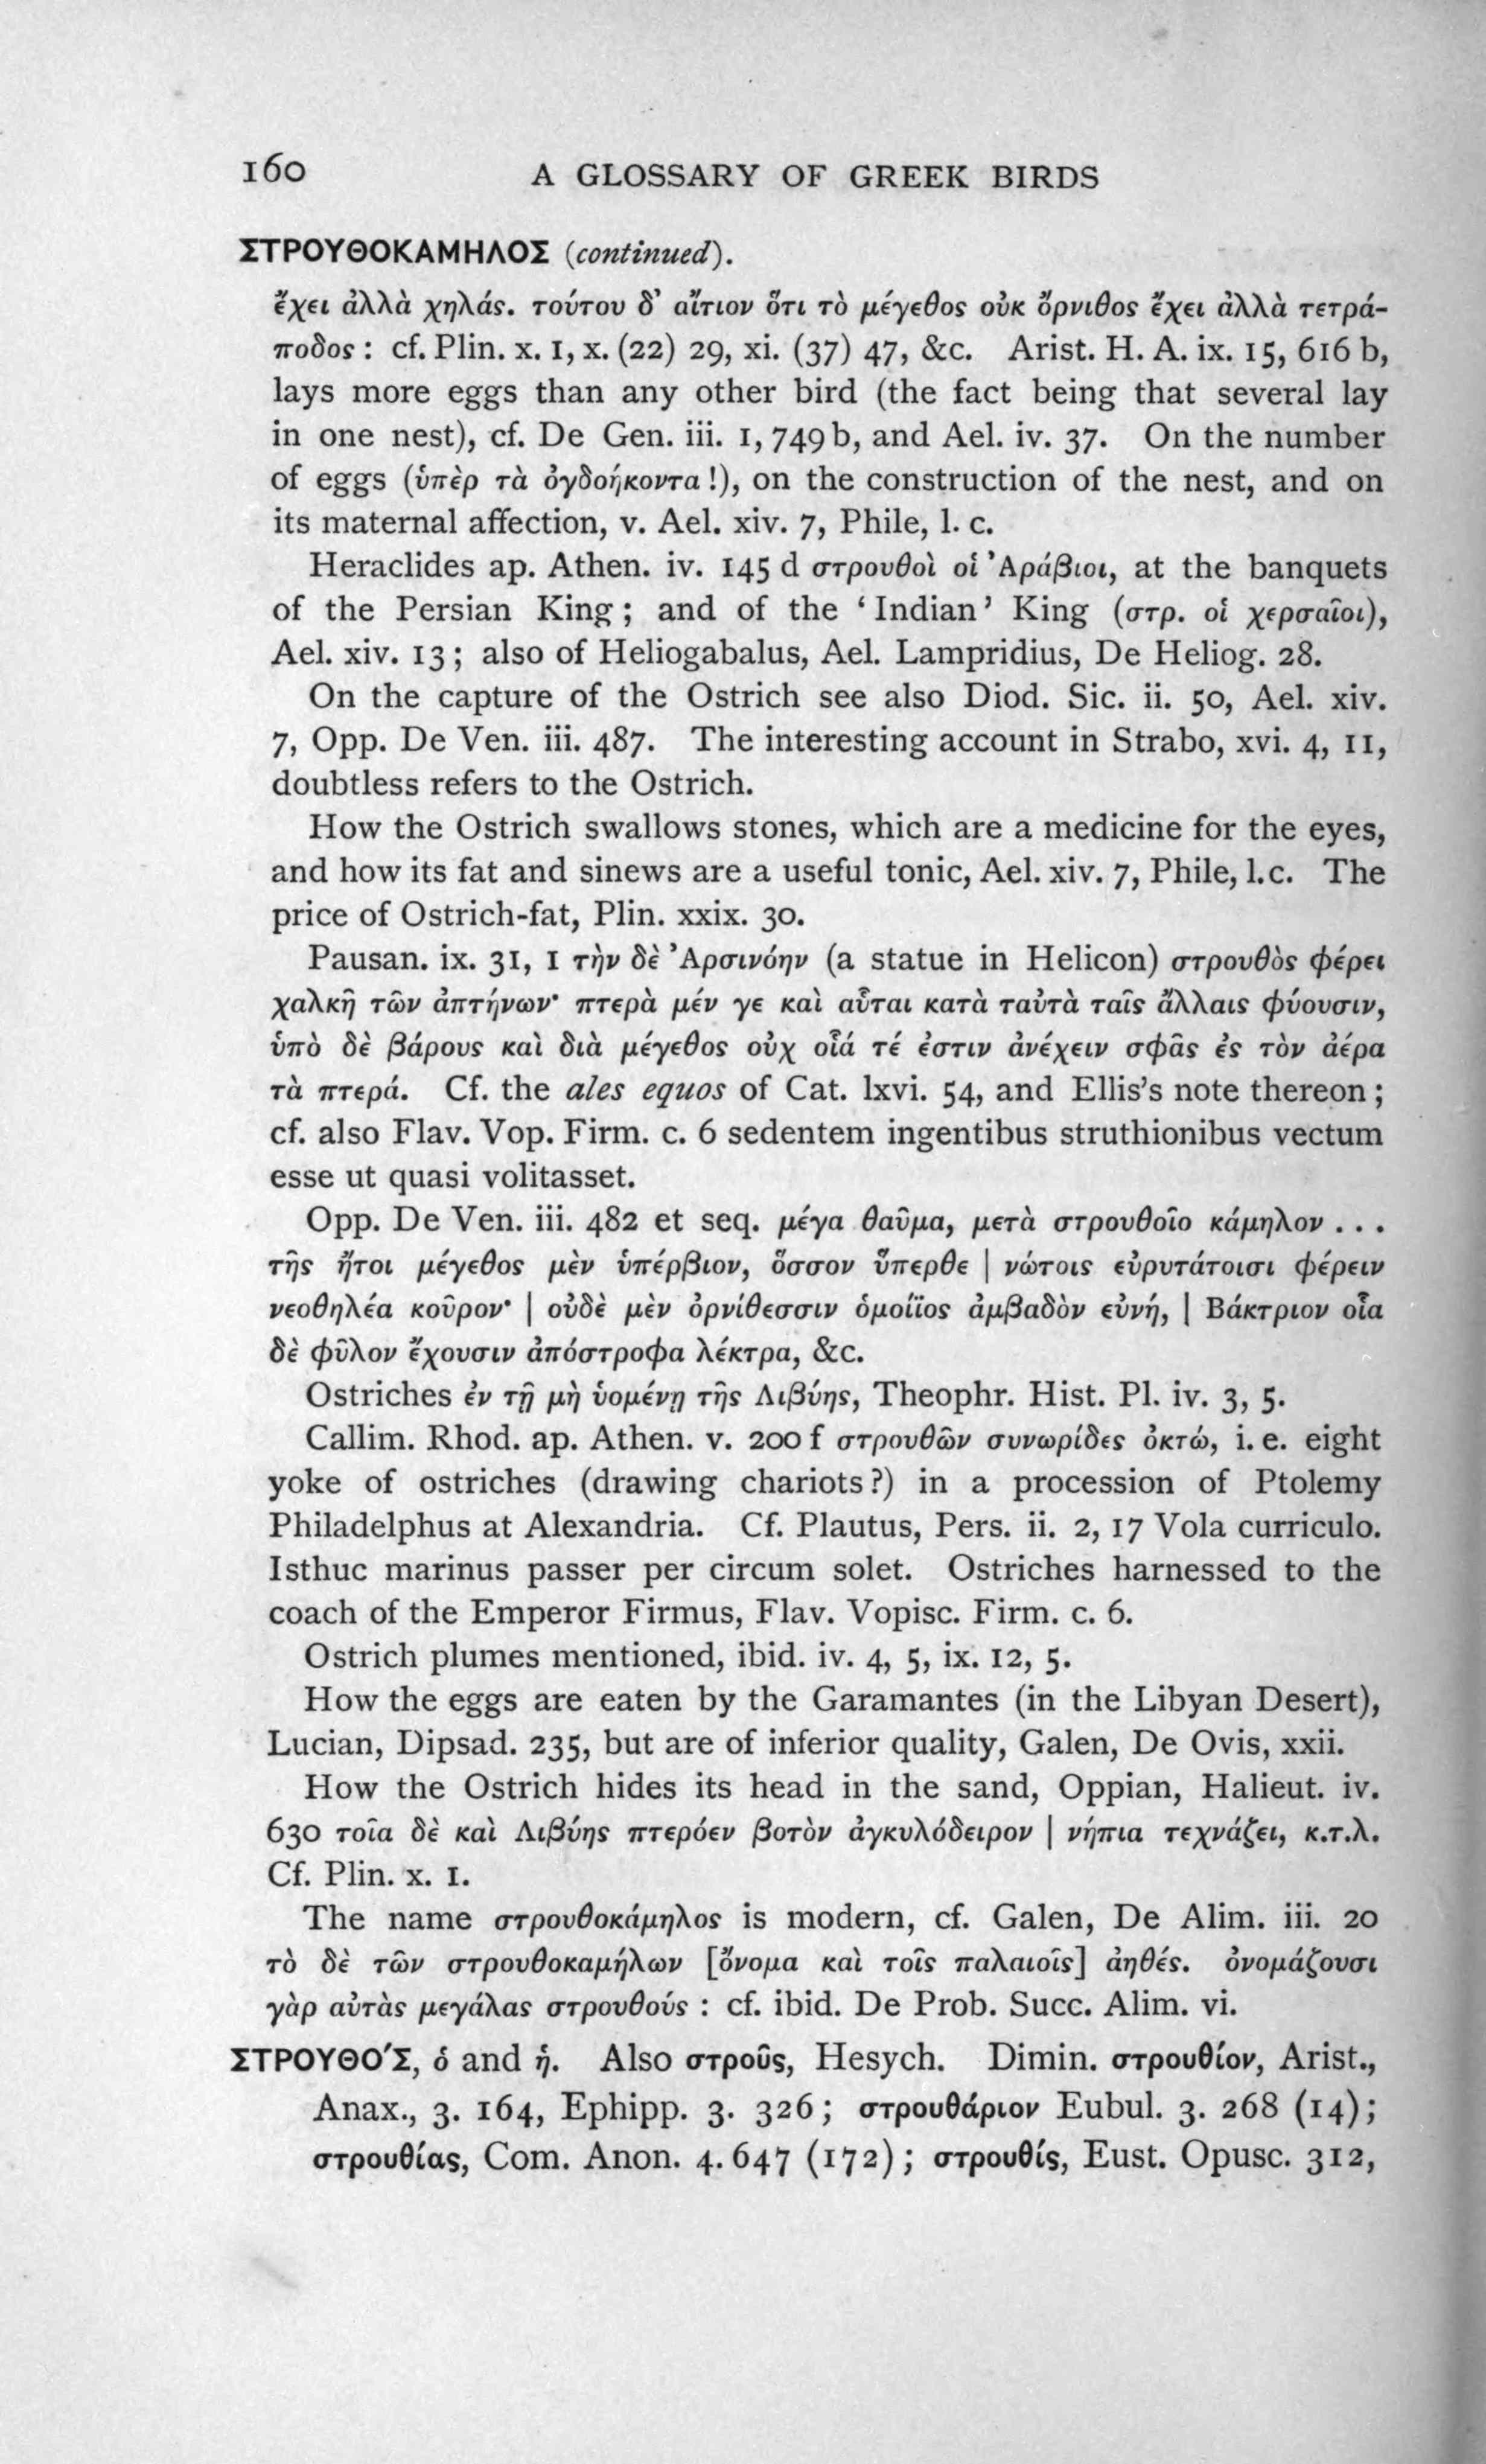 160 A GLOSSARY OF GREEK BIRDS
ΣΤΡΟΥΘΟΚΑΜΗΛΟΣ (continued).
ἔχει ἀλλὰ χηλάς. τούτου δ' αἴτιον ὅτι τὸ μέγεθος οὐκ ὄρνιθος ἔχει ἀλλὰ τετρά-
ποδος : cf. Plin. x. 1, x. (22) 29, xi. (37) 47, &c. Arist. H. A. ix. 15, 616 b,
lays more eggs than any other bird (the fact being that several lay
in one nest), cf. De Gen. iii. 1, 749 b, and Ael. iv. 37. On the number
of eggs (ὑπὲρ τὰ ὀγδοήκοντα !), on the construction of the nest, and on
its maternal affection, v. Ael. xiv. 7, Phile, l. c.
Heraclides ap. Athen. iv. 145 d στρουθοὶ οἱ Ἀράβιοι, at the banquets
of the Persian King ; and of the ‘ Indian ’ King (στρ. οἱ χερσαῖοι),
Ael. xiv. 13 ; also of Heliogabalus, Ael. Lampridius, De Heliog. 28.
On the capture of the Ostrich see also Diod. Sic. ii. 50, Ael. xiv.
7, Opp. De Ven. iii. 487. The interesting account in Strabo, xvi. 4, 11,
doubtless refers to the Ostrich.
How the Ostrich swallows stones, which are a medicine for the eyes,
and how its fat and sinews are a useful tonic, Ael. xiv. 7, Phile, l.c. The
price of Ostrich-fat, Plin. xxix. 30.
Pausan. ix. 31, 1 τὴν δὲ Ἀρσινόην (a statue in Helicon) στρουθὸς φέρει
χαλκῆ τῶν ἀπτήνων· πτερὰ μέν γε καὶ αὗται κατὰ ταὐτὰ ταῖς ἄλλαις φύουσιν,
ὑπὸ δὲ βάρους καὶ διὰ μέγεθος οὐχ οἷά τέ ἐστιν ἀνέχειν σφᾶς ἐς τὸν ἀέρα
τὰ πτερά. Cf. the ales equos of Cat. lxvi. 54, and Ellis's note thereon ;
cf. also Flav. Vop. Firm. c. 6 sedentem ingentibus struthionibus vectum
esse ut quasi volitasset.
Opp. De Ven. iii. 482 et seq. μέγα θαῦμα, μετὰ στρουθοῖο κάμηλον . . .
τῆς ἤτοι μέγεθος μὲν ὑπέρβιον, ὅσσον ὕπερθε | νώτοις εὐρυτάτοισι φέρειν
νεοθηλέα κοῦρον· | οὐδὲ μὲν ὀρνίθεσσιν ὁμοίϊος ἀμβαδὸν εὐνή, | Βάκτριον οἷα
δὲ φῦλον ἔχουσιν ἀπόστροφα λέκτρα, &c.
Ostriches ἐν τῇ μὴ ὑομένῃ τῆς Λιβύης, Theophr. Hist. Pl. iv. 3, 5.
Callim. Rhod. ap. Athen. v. 200 f στρουθῶν συνωρίδες ὀκτώ, i. e. eight
yoke of ostriches (drawing chariots ?) in a procession of Ptolemy
Philadelphus at Alexandria. Cf. Plautus, Pers. ii. 2, 17 Vola curriculo.
Isthuc marinus passer per circum solet. Ostriches harnessed to the
coach of the Emperor Firmus, Flav. Vopisc. Firm. c. 6.
Ostrich plumes mentioned, ibid. iv. 4, 5, ix. 12, 5.
How the eggs are eaten by the Garamantes (in the Libyan Desert),
Lucian, Dipsad. 235, but are of inferior quality, Galen, De Ovis, xxii.
How the Ostrich hides its head in the sand, Oppian, Halieut. iv.
630 τοῖα δὲ καὶ Λιβύης πτερόεν βοτὸν ἀγκυλόδειρον | νήπια τεχνάζει, κ.τ.λ.
Cf. Plin. x. 1.
The name στρουθοκάμηλος is modern, cf. Galen, De Alim. iii. 20
τὸ δὲ τῶν στρουθοκαμήλων [ὄνομα καὶ τοῖς παλαιοῖς] ἀηθές. ὀνομάζουσι
γὰρ αὐτὰς μεγάλας στρουθούς : cf. ibid. De Prob. Succ. Alim. vi.
ΣΤΡΟΥΘΟ΄Σ, ὁ and ἡ. Also στροῦς, Hesych. Dimin. στρουθίον, Arist.,
Anax., 3. 164, Ephipp. 3. 326 ; στρουθάριον Eubul. 3. 268 (14) ;
στρουθίας, Com. Anon. 4. 647 (172) ; στρουθίς, Eust. Opusc. 312,